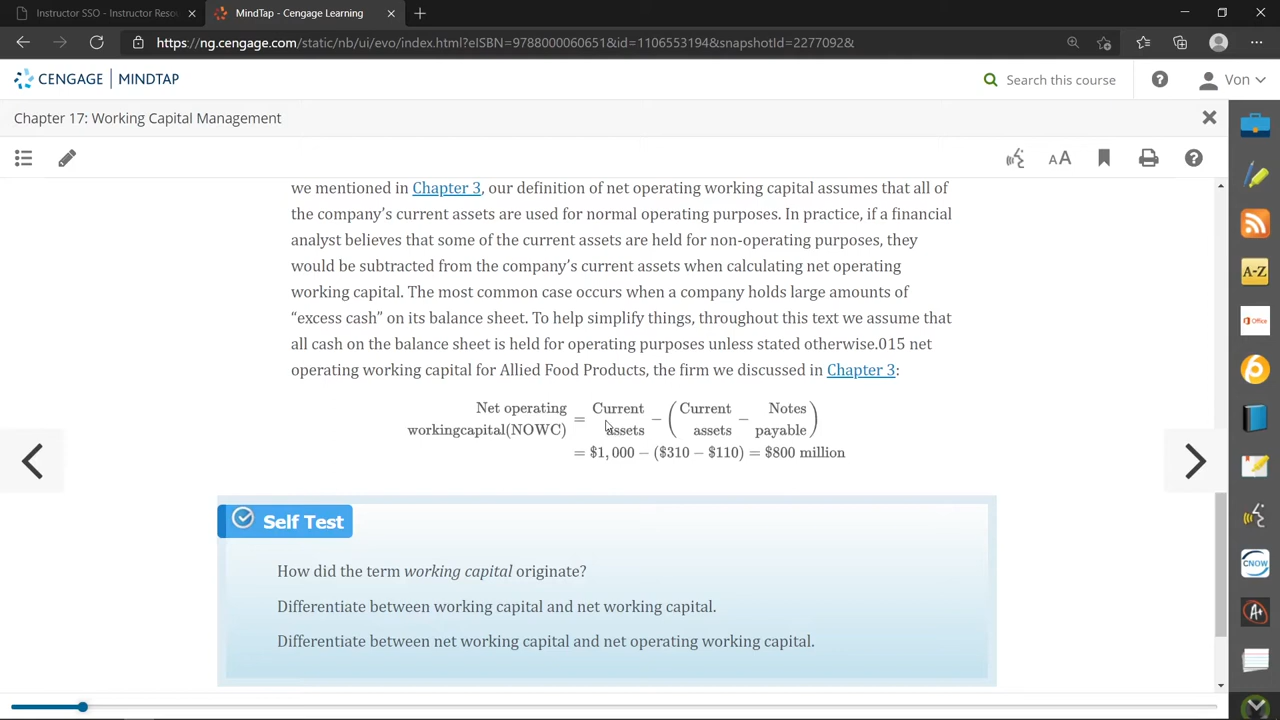 Instructor SSO - Instructor Resou
MindTap - Cengage Learning
https://ng.cengage.com/static/nb/ui/evo/index.html?eISBN=9788000060651&id=1106553194&snapshotId=2277092&
CENGAGE | MINDTAP
Search this course
Von
Chapter 17: Working Capital Management
AA
we mentioned in Chapter 3, our definition of net operating working capital assumes that all of
the company’s current assets are used for normal operating purposes. In practice, if a financial
analyst believes that some of the current assets are held for non-operating purposes, they
would be subtracted from the company’s current assets when calculating net operating
working capital. The most common case occurs when a company holds large amounts of
“excess cash” on its balance sheet. To help simplify things, throughout this text we assume that
all cash on the balance sheet is held for operating purposes unless stated otherwise.015 net
operating working capital for Allied Food Products, the firm we discussed in Chapter 3:
Net operating = Current − (Current − Notes)
workingcapital(NOWC) assets assets payable
= $1,000 − ($310 − $110) = $800 million
Self Test
How did the term working capital originate?
Differentiate between working capital and net working capital.
Differentiate between net working capital and net operating working capital.
A-Z
Office
CNOW
A+